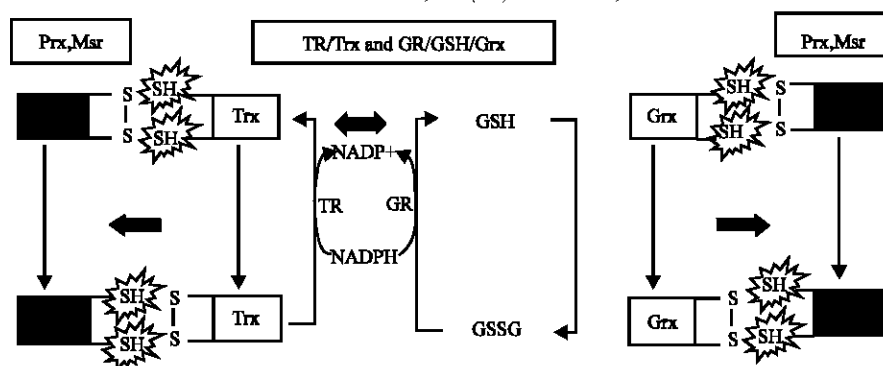 Prx,Msr
TR/Trx and GR/GSH/Grx
Prx,Msr
S
S
SH
SH
Trx
GSH
NADP+
TR
GR
NADPH
GSSG
Grx
SH
SH
S
S
SH
SH
S
S
Trx
Grx
S
S
SH
SH